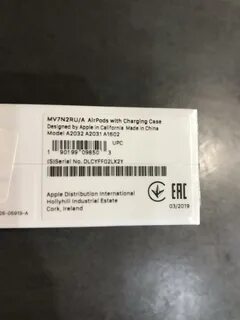 MV7N2RU/A AirPods with Charging Case
Designed by Apple in California Made in China
Model A2032 A2031 A1602
1 90199 09850 3 UPC
(S)Serial No. DLCYFF02LX2Y
Apple Distribution International
Hollyhill Industrial Estate
Cork, Ireland
EAC
03/2019